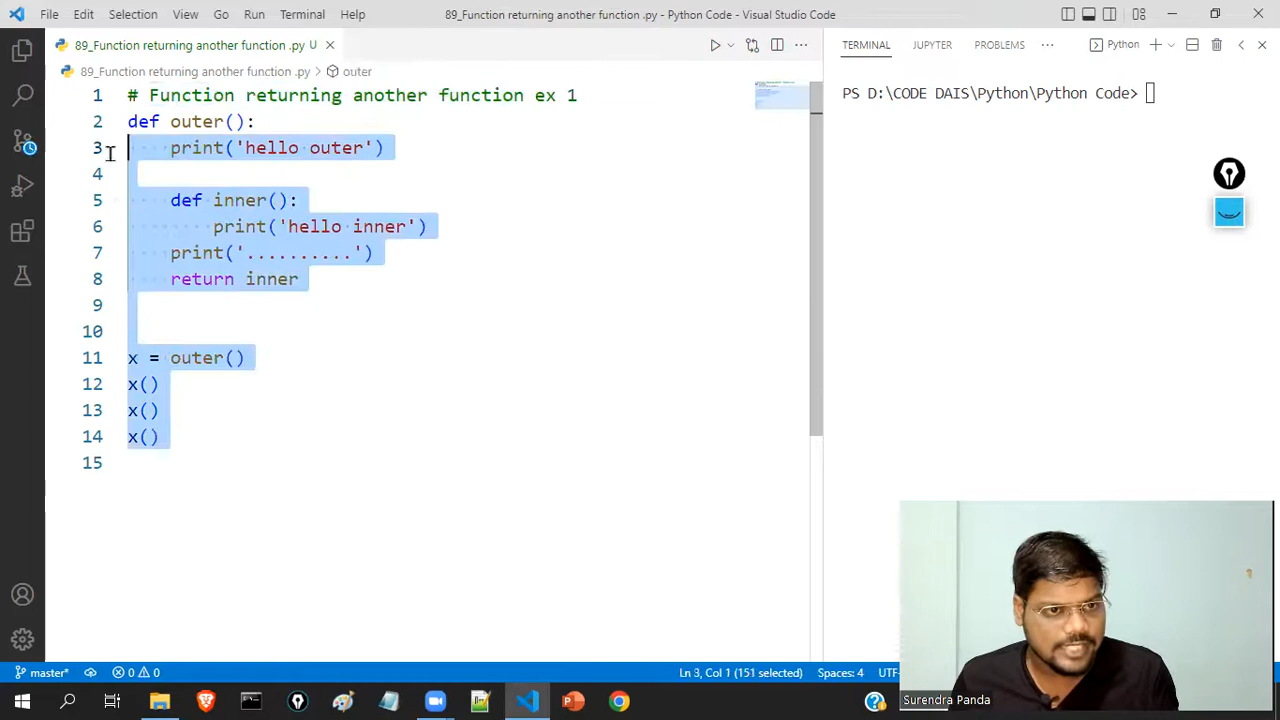 File Edit Selection View Go Run Terminal Help
89_Function returning another function .py - Python Code - Visual Studio Code
89_Function returning another function .py U
89_Function returning another function .py > outer
1 # Function returning another function ex 1
2 def outer():
3 print('hello outer')
4
5 def inner():
6 print('hello inner')
7 print('..........')
8 return inner
9
10
11 x = outer()
12 x()
13 x()
14 x()
15
TERMINAL JUPYTER PROBLEMS ··· Python
PS D:\CODE DAIS\Python\Python Code>
Surendra Panda
master* 0 0 Ln 3, Col 1 (151 selected) Spaces: 4 UTF-